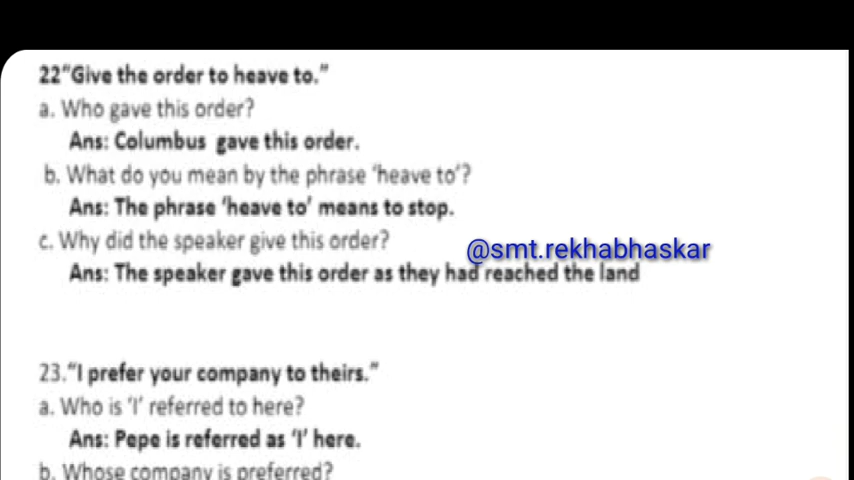 22“Give the order to heave to.”
a. Who gave this order?
Ans: Columbus gave this order.
b. What do you mean by the phrase ‘heave to’?
Ans: The phrase ‘heave to’ means to stop.
c. Why did the speaker give this order?
@smt.rekhabhaskar
Ans: The speaker gave this order as they had reached the land
23.“I prefer your company to theirs.”
a. Who is ‘I’ referred to here?
Ans: Pepe is referred as ‘I’ here.
b. Whose company is preferred?